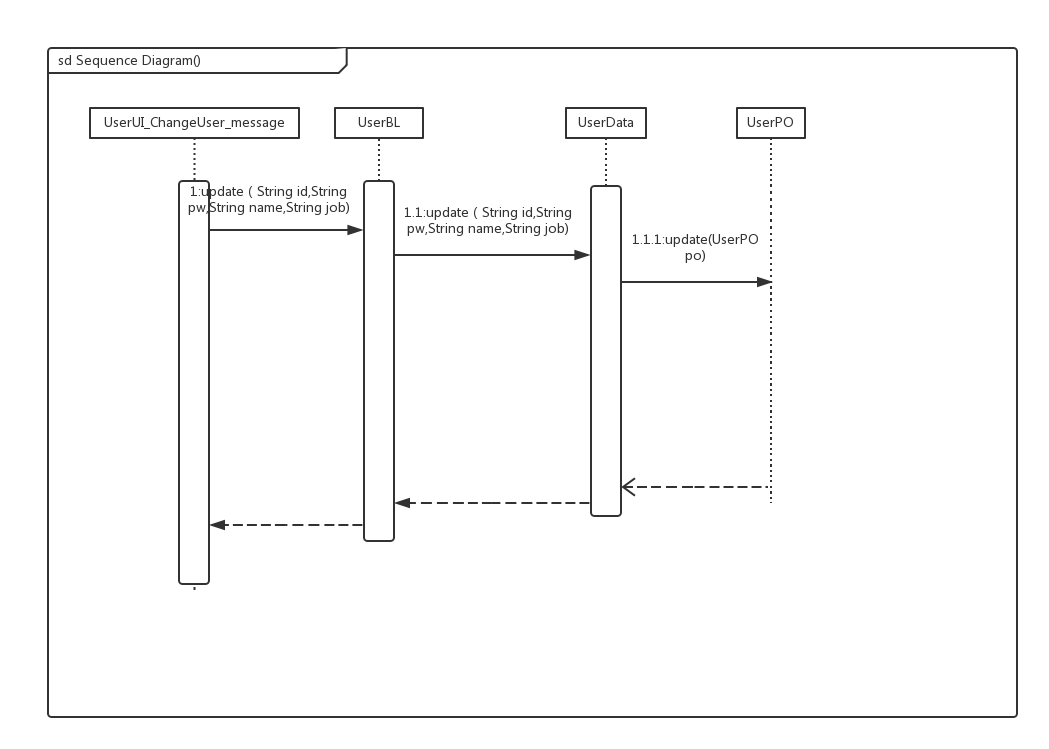 sd Sequence Diagram()
UserUI_ChangeUser_message
UserBL
UserData
UserPO
1:update ( String id,String
pw,String name,String job)
1.1:update ( String id,String
pw,String name,String job)
1.1.1:update(UserPO
po)